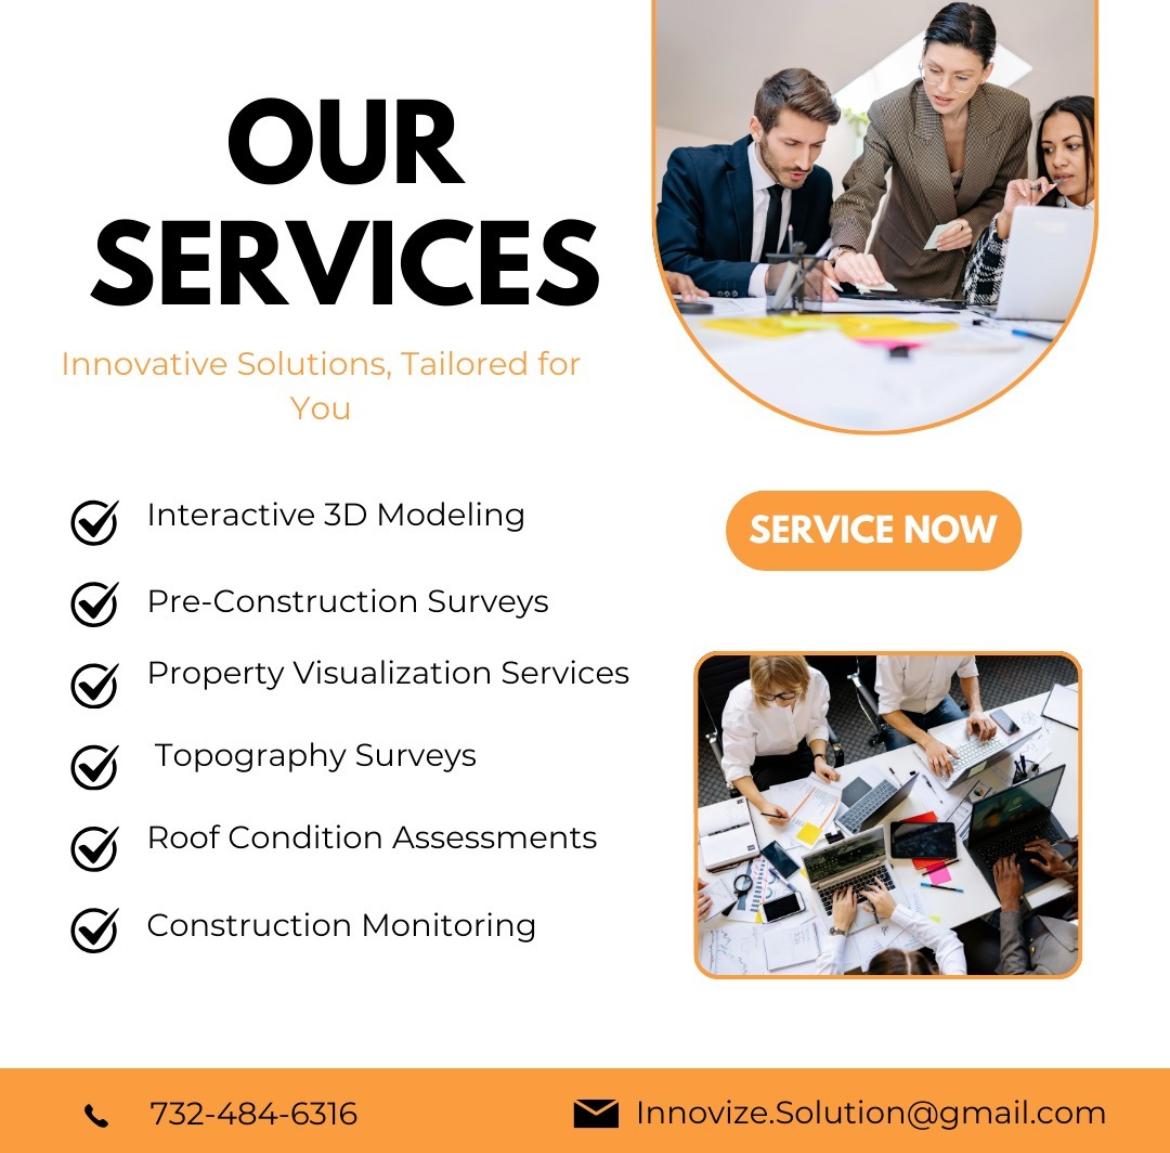 OUR
SERVICES
Innovative Solutions, Tailored for
You
Interactive 3D Modeling
Pre-Construction Surveys
Property Visualization Services
Topography Surveys
Roof Condition Assessments
Construction Monitoring
SERVICE NOW
732-484-6316
Innovize.Solution@gmail.com